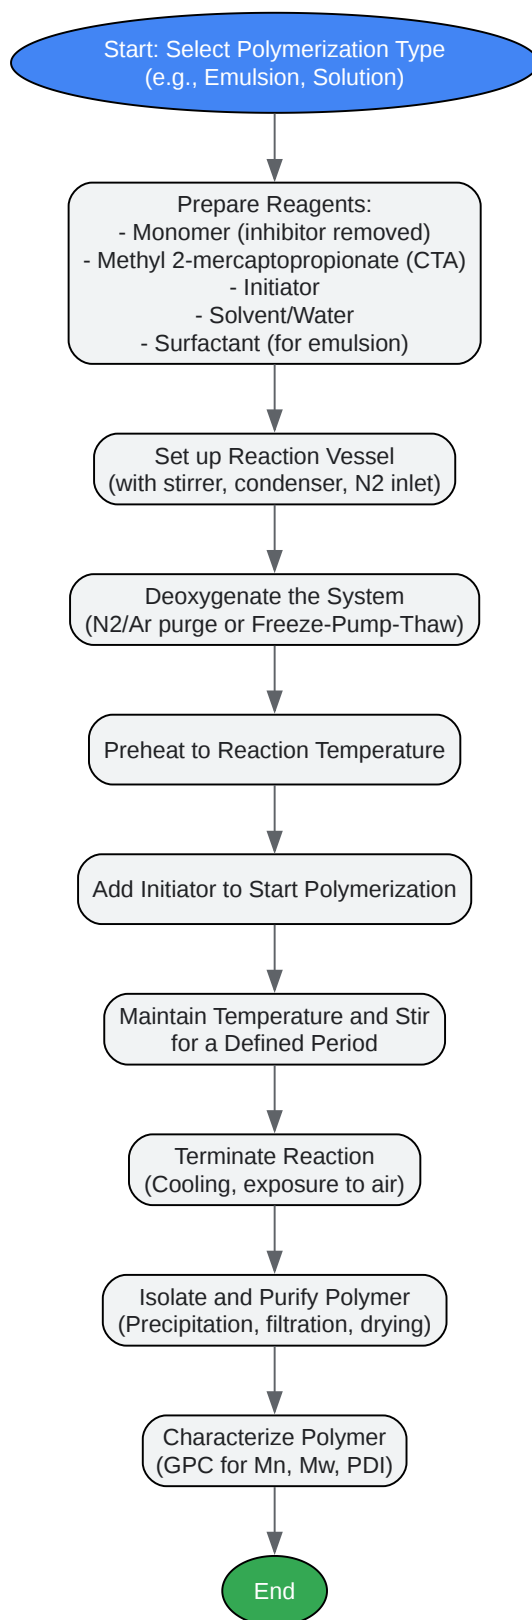 Start: Select Polymerization Type
(e.g., Emulsion, Solution)
Prepare Reagents:
- Monomer (inhibitor removed)
- Methyl 2-mercaptopropionate (CTA)
- Initiator
- Solvent/Water
- Surfactant (for emulsion)
Set up Reaction Vessel
(with stirrer, condenser, N2 inlet)
Deoxygenate the System
(N2/Ar purge or Freeze-Pump-Thaw)
Preheat to Reaction Temperature
Add Initiator to Start Polymerization
Maintain Temperature and Stir
for a Defined Period
Terminate Reaction
(Cooling, exposure to air)
Isolate and Purify Polymer
(Precipitation, filtration, drying)
Characterize Polymer
(GPC for Mn, Mw, PDI)
End